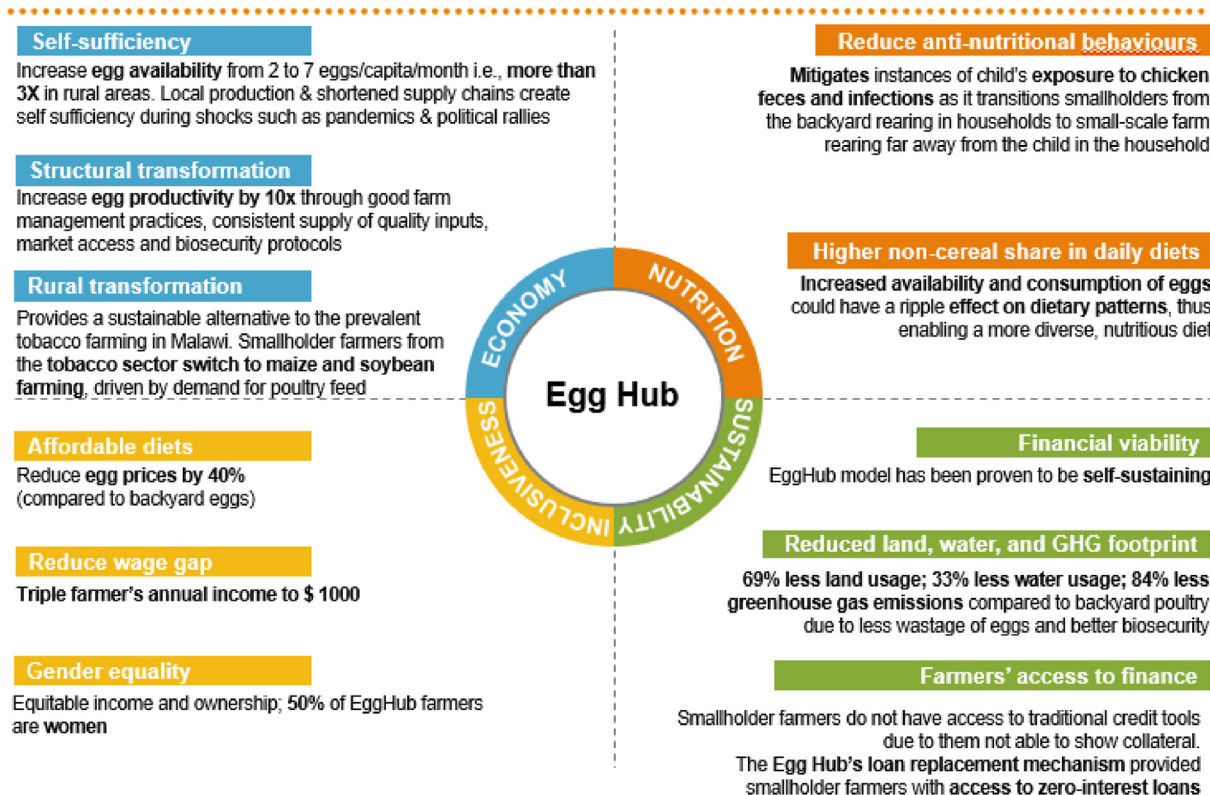 Self-sufficiency
Increase egg availability from 2 to 7 eggs/capita/month i.e., more than
3X in rural areas. Local production & shortened supply chains create
self sufficiency during shocks such as pandemics & political rallies
Structural transformation
Increase egg productivity by 10x through good farm
management practices, consistent supply of quality inputs,
market access and biosecurity protocols
Rural transformation
Provides a sustainable alternative to the prevalent
tobacco farming in Malawi. Smallholder farmers from
the tobacco sector switch to maize and soybean
farming, driven by demand for poultry feed
Reduce anti-nutritional behaviours
Mitigates instances of child's exposure to chicken
feces and infections as it transitions smallholders from
the backyard rearing in households to small-scale farm
rearing far away from the child in the household
Higher non-cereal share in daily diets
Increased availability and consumption of eggs
could have a ripple effect on dietary patterns, thus
enabling a more diverse, nutritious diet
ECONOMY
NUTRITION
Egg Hub
INCLUSIVENESS
SUSTAINABILITY
Affordable diets
Reduce egg prices by 40%
(compared to backyard eggs)
Reduce wage gap
Triple farmer's annual income to $ 1000
Gender equality
Equitable income and ownership; 50% of EggHub farmers
are women
Financial viability
EggHub model has been proven to be self-sustaining
Reduced land, water, and GHG footprint
69% less land usage; 33% less water usage; 84% less
greenhouse gas emissions compared to backyard poultry
due to less wastage of eggs and better biosecurity
Farmers' access to finance
Smallholder farmers do not have access to traditional credit tools
due to them not able to show collateral.
The Egg Hub's loan replacement mechanism provided
smallholder farmers with access to zero-interest loans